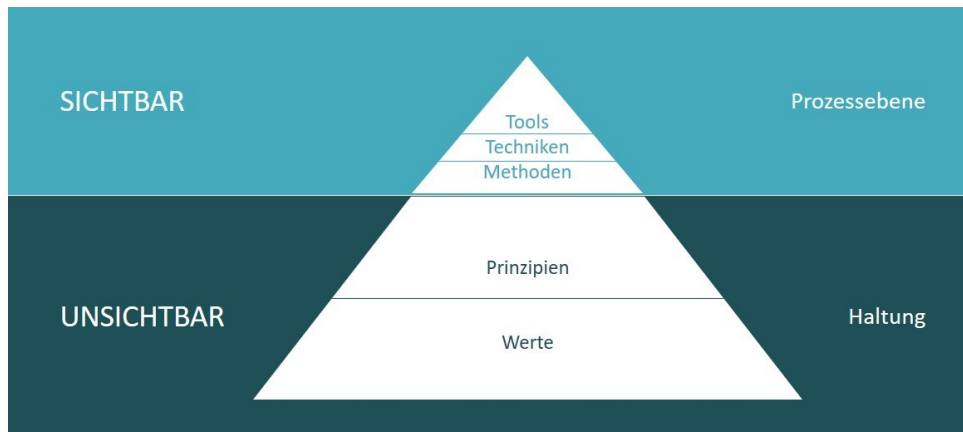 SICHTBAR
Prozessebene
Tools
Techniken
Methoden
Prinzipien
UNSICHTBAR
Haltung
Werte